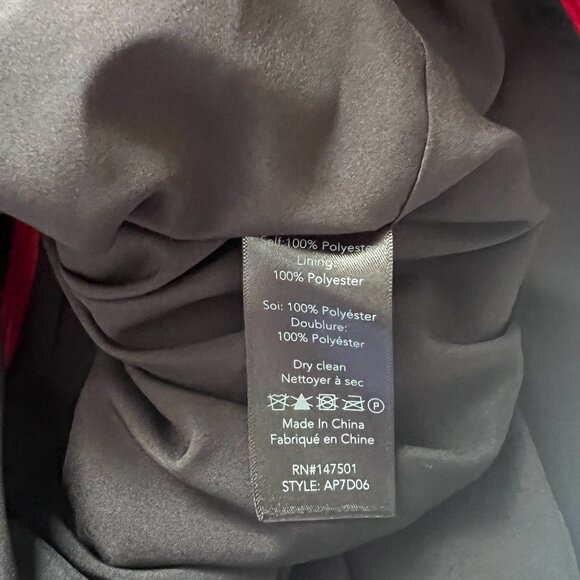 Self:100% Polyester
Lining:
100% Polyester
Soi: 100% Polyéster
Doublure:
100% Polyéster
Dry clean
Nettoyer à sec
P
Made In China
Fabriqué en Chine
RN#147501
STYLE: AP7D06